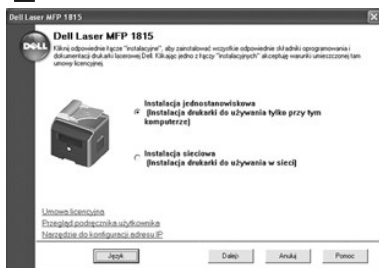 Dell Laser MFP 1815
Dell Laser MFP 1815
DELL
Kliknij odpowiednie łącze "instalacyjne", aby zainstalować wszystkie odpowiednie składniki oprogramowania i
dokumentacji drukarki laserowej Dell. Klikając jedno z łączy "instalacyjnych" akceptuję warunki umieszczonej tam
umowy licencyjnej.
Instalacja jednostanowiskowa
(Instalacja drukarki do używania tylko przy tym
komputerze)
Instalacja sieciowa
(Instalacja drukarki do używania w sieci)
Umowa licencyjna
Przegląd podręcznika użytkownika
Narzędzie do konfiguracji adresu IP
Język
Dalej>
Anuluj
Pomoc